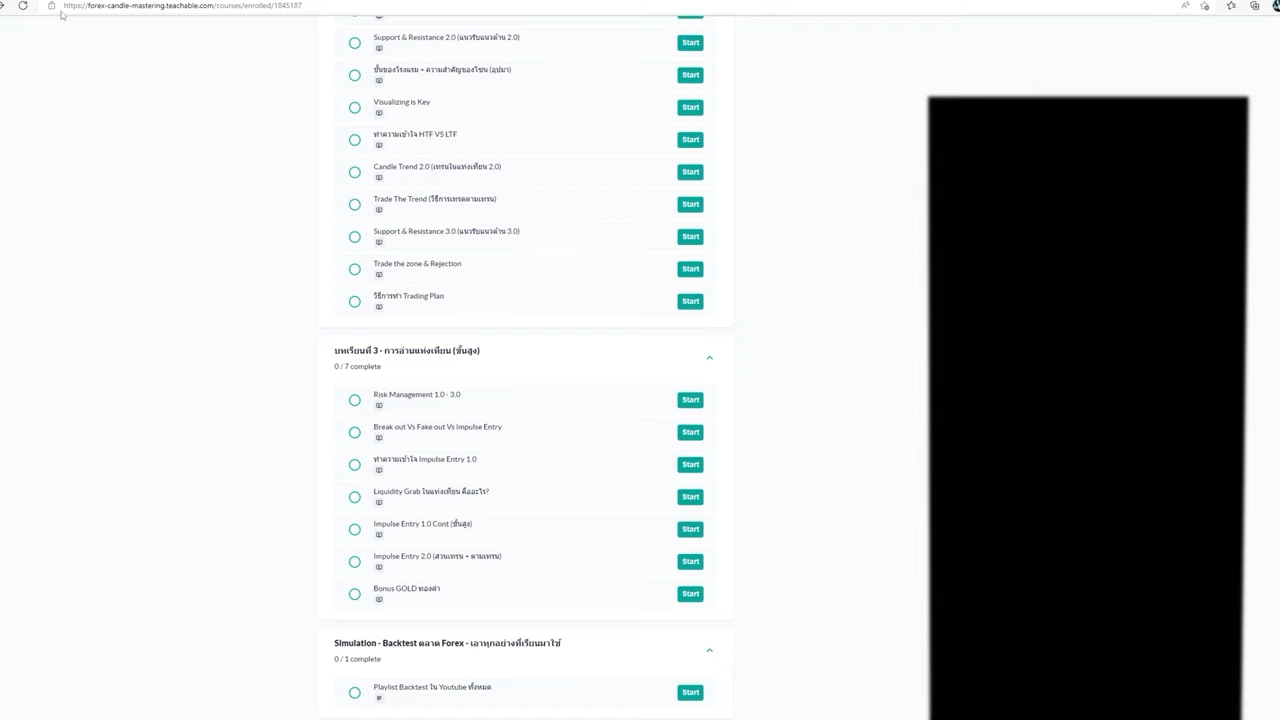 https://forex-candle-mastering.teachable.com/courses/enrolled/1845187
Support & Resistance 2.0 (แนวรับแนวต้าน 2.0)
Start
ชั้นของโรงแรม + ความสำคัญของโซน (อุปมา)
Start
Visualizing is Key
Start
ทำความเข้าใจ HTF VS LTF
Start
Candle Trend 2.0 (เทรนในแท่งเทียน 2.0)
Start
Trade The Trend (วิธีการเทรดตามเทรน)
Start
Support & Resistance 3.0 (แนวรับแนวต้าน 3.0)
Start
Trade the zone & Rejection
Start
วิธีการทำ Trading Plan
Start
บทเรียนที่ 3 - การอ่านแท่งเทียน (ขั้นสูง)
0 / 7 complete
Risk Management 1.0 - 3.0
Start
Break out Vs Fake out Vs Impulse Entry
Start
ทำความเข้าใจ Impulse Entry 1.0
Start
Liquidity Grab ในแท่งเทียน คืออะไร?
Start
Impulse Entry 1.0 Cont (ขั้นสูง)
Start
Impulse Entry 2.0 (สวนเทรน + ตามเทรน)
Start
Bonus GOLD ทองคำ
Start
Simulation - Backtest ตลาด Forex - เอาทุกอย่างที่เรียนมาใช้
0 / 1 complete
Playlist Backtest ใน Youtube ทั้งหมด
Start